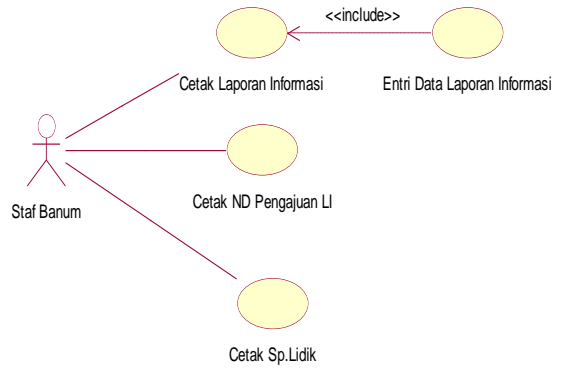 <<include>>
Cetak Laporan Informasi
Entri Data Laporan Informasi
Staf Banum
Cetak ND Pengajuan LI
Cetak Sp.Lidik